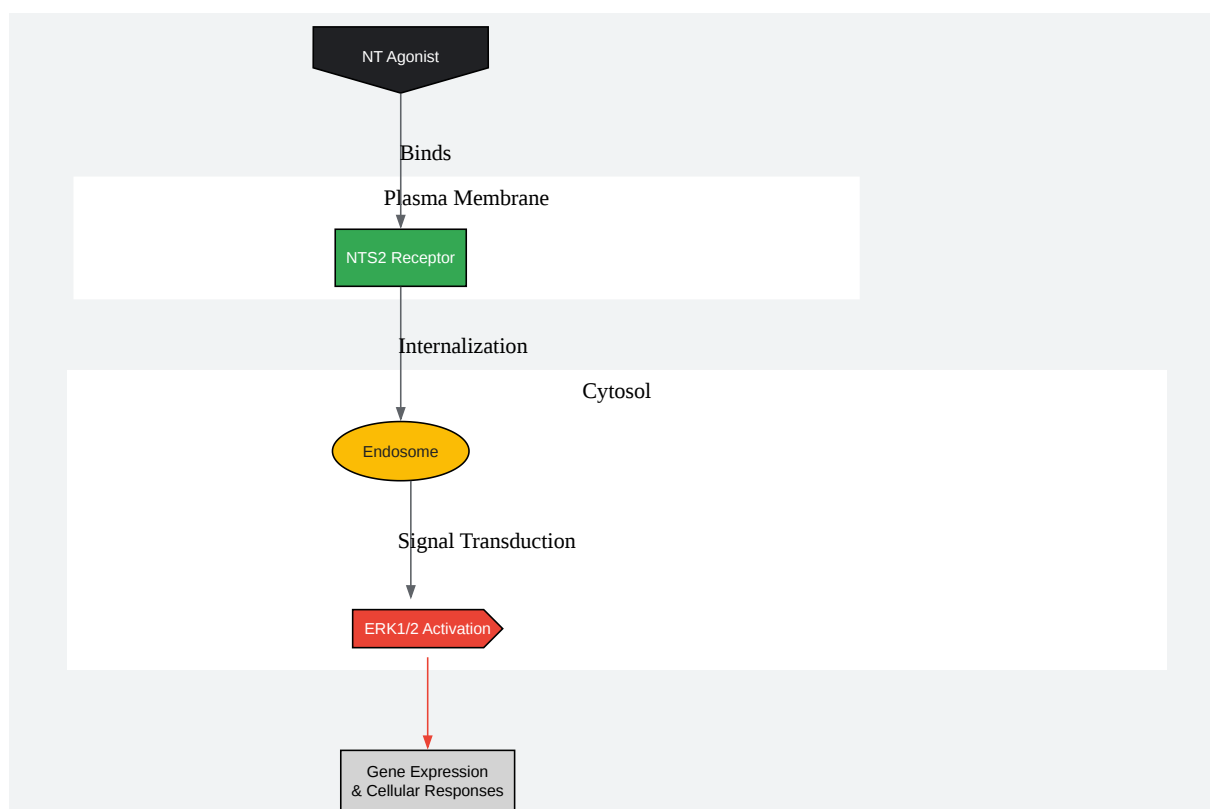 NT Agonist
Binds
Plasma Membrane
NTS2 Receptor
Internalization
Cytosol
Endosome
Signal Transduction
ERK1/2 Activation
Gene Expression
& Cellular Responses